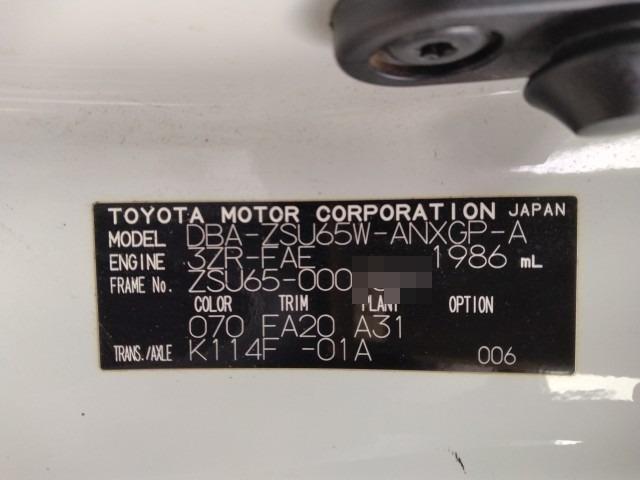 TOYOTA MOTOR CORPORATION JAPAN
MODEL DBA-ZSU65W-ANXGP-A
ENGINE 3ZR-FAE 1986 mL
FRAME No. ZSU65-000
COLOR TRIM PLANT OPTION
070 EA20 A31
TRANS./AXLE K114F -01A 006